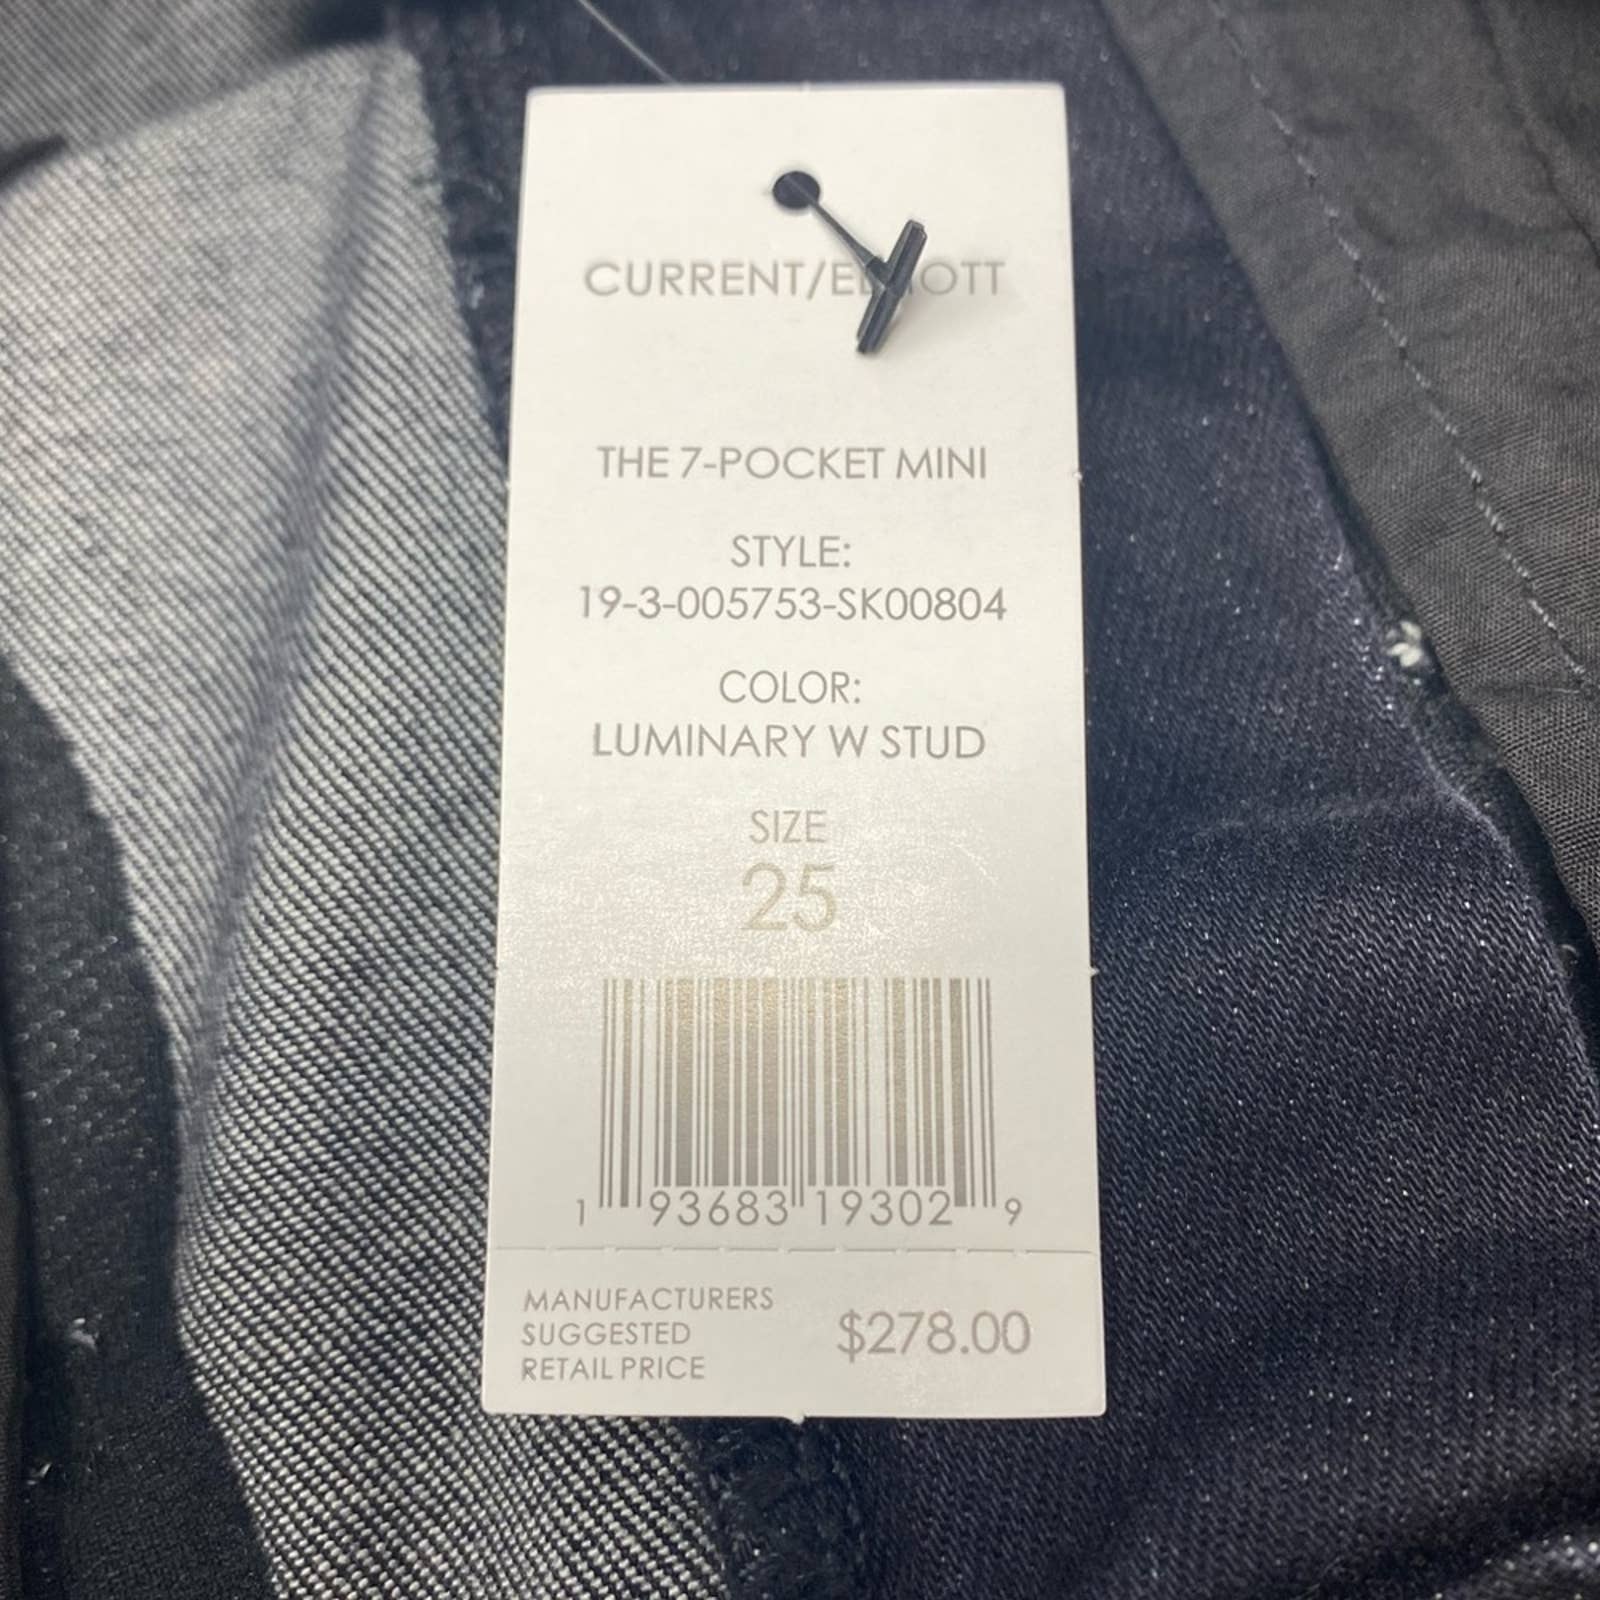 CURRENT/ELLIOTT
THE 7-POCKET MINI
STYLE:
19-3-005753-SK00804
COLOR:
LUMINARY W STUD
SIZE
25
1 93683 19302 9
MANUFACTURERS
SUGGESTED
RETAIL PRICE
$278.00